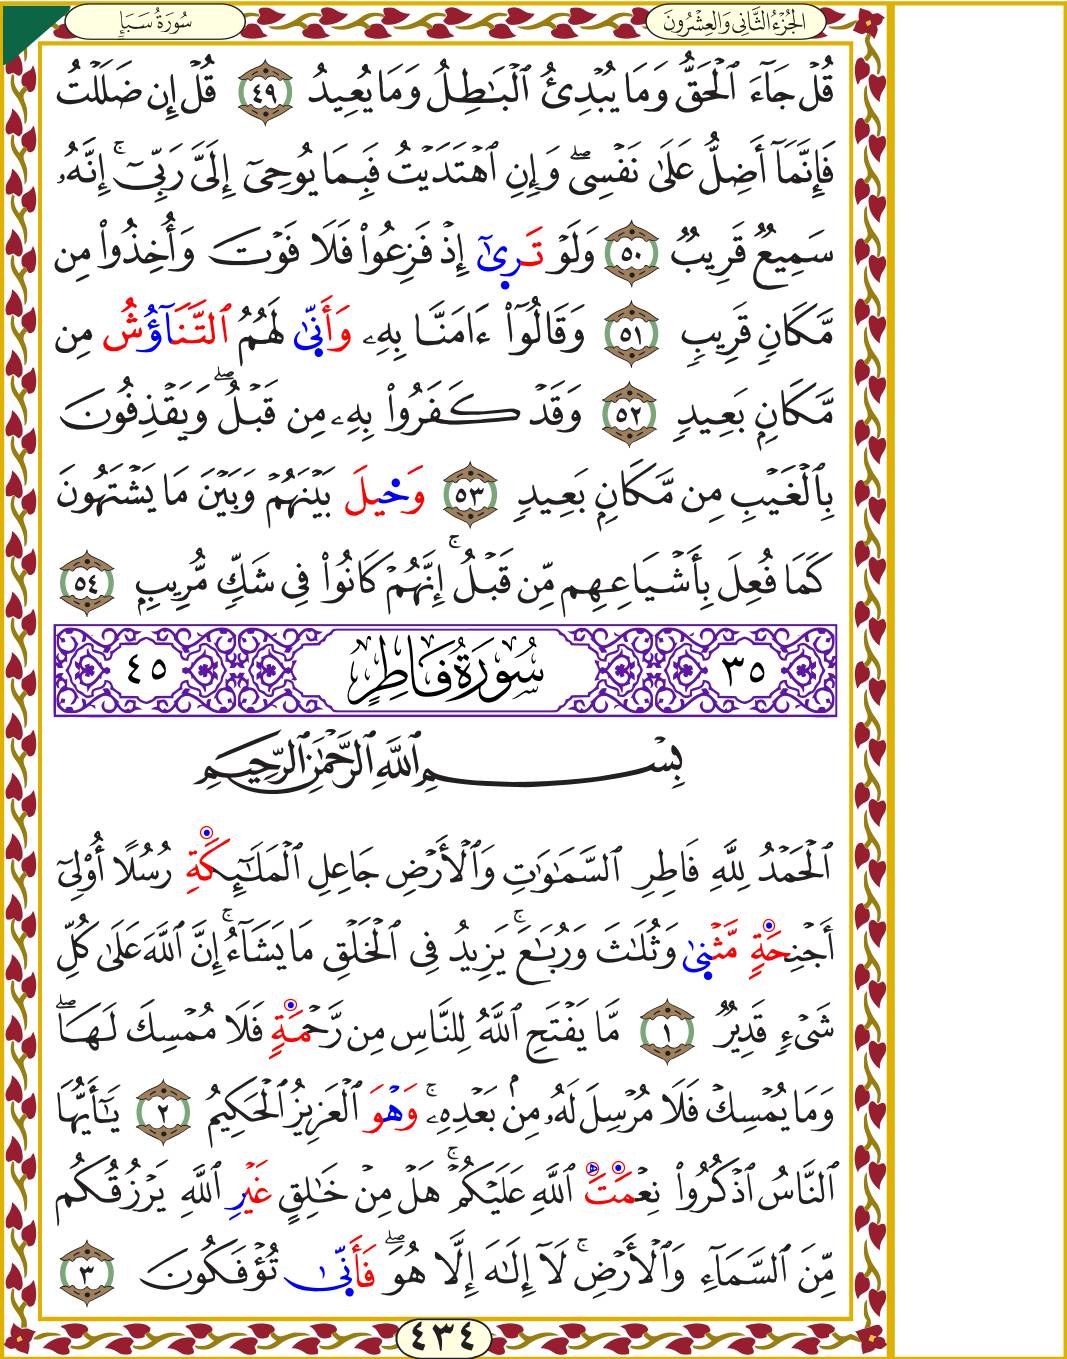 الجُزْءُ الثَّانِي وَالعِشْرُونَ
سُورَةُ سَبَإٍ
قُلْ جَآءَ ٱلْحَقُّ وَمَا يُبْدِئُ ٱلْبَٰطِلُ وَمَا يُعِيدُ ٤٩ قُلْ إِن ضَلَلْتُ
فَإِنَّمَآ أَضِلُّ عَلَىٰ نَفْسِىۖ وَإِنِ ٱهْتَدَيْتُ فَبِمَا يُوحِىٓ إِلَىَّ رَبِّىٓۚ إِنَّهُۥ
سَمِيعٌ قَرِيبٌ ٥٠ وَلَوْ تَرِىٰٓ إِذْ فَزِعُوا۟ فَلَا فَوْتَ وَأُخِذُوا۟ مِن
مَّكَانٍ قَرِيبٍ ٥١ وَقَالُوٓا۟ ءَامَنَّا بِهِۦ وَأَنِّىٰ لَهُمُ ٱلتَّنَآؤُشُ مِن
مَّكَانٍۭ بَعِيدٍ ٥٢ وَقَدْ كَفَرُوا۟ بِهِۦ مِن قَبْلُۖ وَيَقْذِفُونَ
بِٱلْغَيْبِ مِن مَّكَانٍۭ بَعِيدٍ ٥٣ وَحِيلَ بَيْنَهُمْ وَبَيْنَ مَا يَشْتَهُونَ
كَمَا فُعِلَ بِأَشْيَاعِهِم مِّن قَبْلُۚ إِنَّهُمْ كَانُوا۟ فِى شَكٍّ مُّرِيبٍۭ ٥٤
٣٥ سُورَةُ فَاطِرٍ ٤٥
بِسْمِ ٱللَّهِ ٱلرَّحْمَٰنِ ٱلرَّحِيمِ
ٱلْحَمْدُ لِلَّهِ فَاطِرِ ٱلسَّمَٰوَٰتِ وَٱلْأَرْضِ جَاعِلِ ٱلْمَلَٰٓئِكَةِ رُسُلًا أُو۟لِىٓ
أَجْنِحَةٍ مَّثْنِىٰ وَثُلَٰثَ وَرُبَٰعَۚ يَزِيدُ فِى ٱلْخَلْقِ مَا يَشَآءُۚ إِنَّ ٱللَّهَ عَلَىٰ كُلِّ
شَىْءٍ قَدِيرٌ ١ مَّا يَفْتَحِ ٱللَّهُ لِلنَّاسِ مِن رَّحْمَةٍ فَلَا مُمْسِكَ لَهَاۖ
وَمَا يُمْسِكْ فَلَا مُرْسِلَ لَهُۥ مِنۢ بَعْدِهِۦۚ وَهْوَ ٱلْعَزِيزُ ٱلْحَكِيمُ ٢ يَٰٓأَيُّهَا
ٱلنَّاسُ ٱذْكُرُوا۟ نِعْمَتَ ٱللَّهِ عَلَيْكُمْۚ هَلْ مِنْ خَٰلِقٍ غَيْرِ ٱللَّهِ يَرْزُقُكُم
مِّنَ ٱلسَّمَآءِ وَٱلْأَرْضِۚ لَآ إِلَٰهَ إِلَّا هُوَۖ فَأَنِّىٰ تُؤْفَكُونَ ٣
٤٣٤